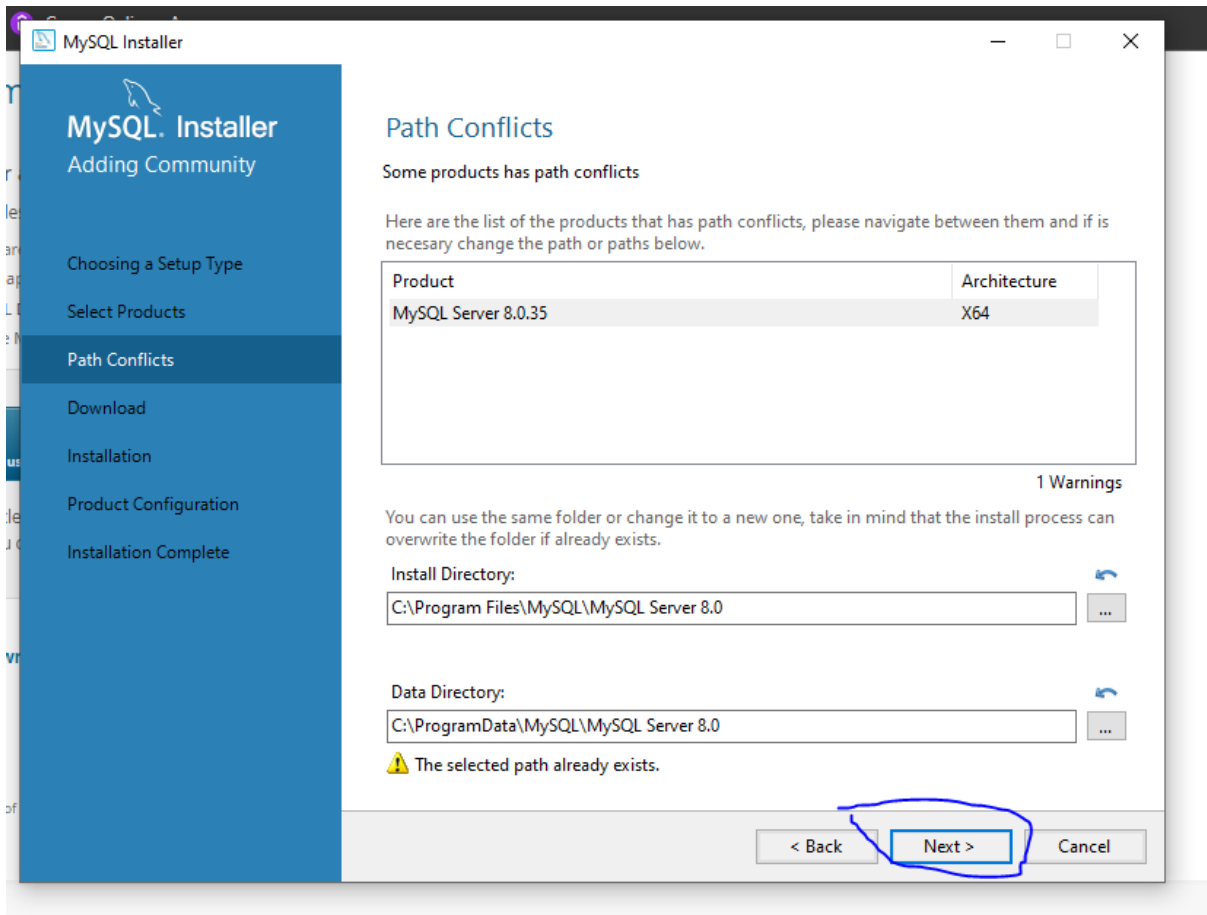 MySQL Installer
MySQL. Installer
Adding Community
Choosing a Setup Type
Select Products
Path Conflicts
Download
Installation
Product Configuration
Installation Complete
Path Conflicts
Some products has path conflicts
Here are the list of the products that has path conflicts, please navigate between them and if is
necesary change the path or paths below.
Product Architecture
MySQL Server 8.0.35 X64
1 Warnings
You can use the same folder or change it to a new one, take in mind that the install process can
overwrite the folder if already exists.
Install Directory:
C:\Program Files\MySQL\MySQL Server 8.0
...
Data Directory:
C:\ProgramData\MySQL\MySQL Server 8.0
...
The selected path already exists.
< Back Next > Cancel